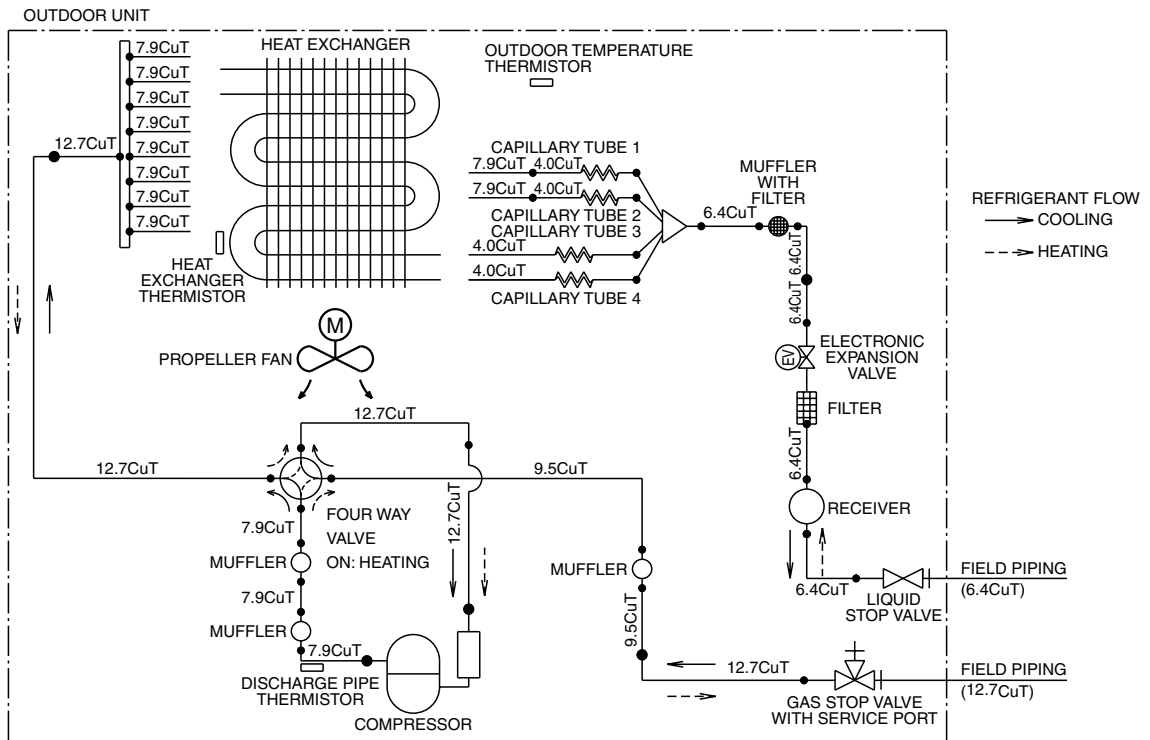 OUTDOOR UNIT
7.9CuT
7.9CuT
7.9CuT
7.9CuT
7.9CuT
7.9CuT
7.9CuT
7.9CuT
12.7CuT
HEAT EXCHANGER
HEAT
EXCHANGER
THERMISTOR
OUTDOOR TEMPERATURE
THERMISTOR
CAPILLARY TUBE 1
7.9CuT 4.0CuT
7.9CuT 4.0CuT
CAPILLARY TUBE 2
CAPILLARY TUBE 3
4.0CuT
4.0CuT
CAPILLARY TUBE 4
6.4CuT
MUFFLER
WITH
FILTER
6.4CuT
6.4CuT
EV
ELECTRONIC
EXPANSION
VALVE
FILTER
6.4CuT
RECEIVER
6.4CuT
LIQUID
STOP VALVE
FIELD PIPING
(6.4CuT)
REFRIGERANT FLOW
COOLING
HEATING
M
PROPELLER FAN
12.7CuT
12.7CuT
9.5CuT
12.7CuT
FOUR WAY
VALVE
ON: HEATING
7.9CuT
MUFFLER
7.9CuT
MUFFLER
7.9CuT
DISCHARGE PIPE
THERMISTOR
COMPRESSOR
MUFFLER
9.5CuT
12.7CuT
GAS STOP VALVE
WITH SERVICE PORT
FIELD PIPING
(12.7CuT)